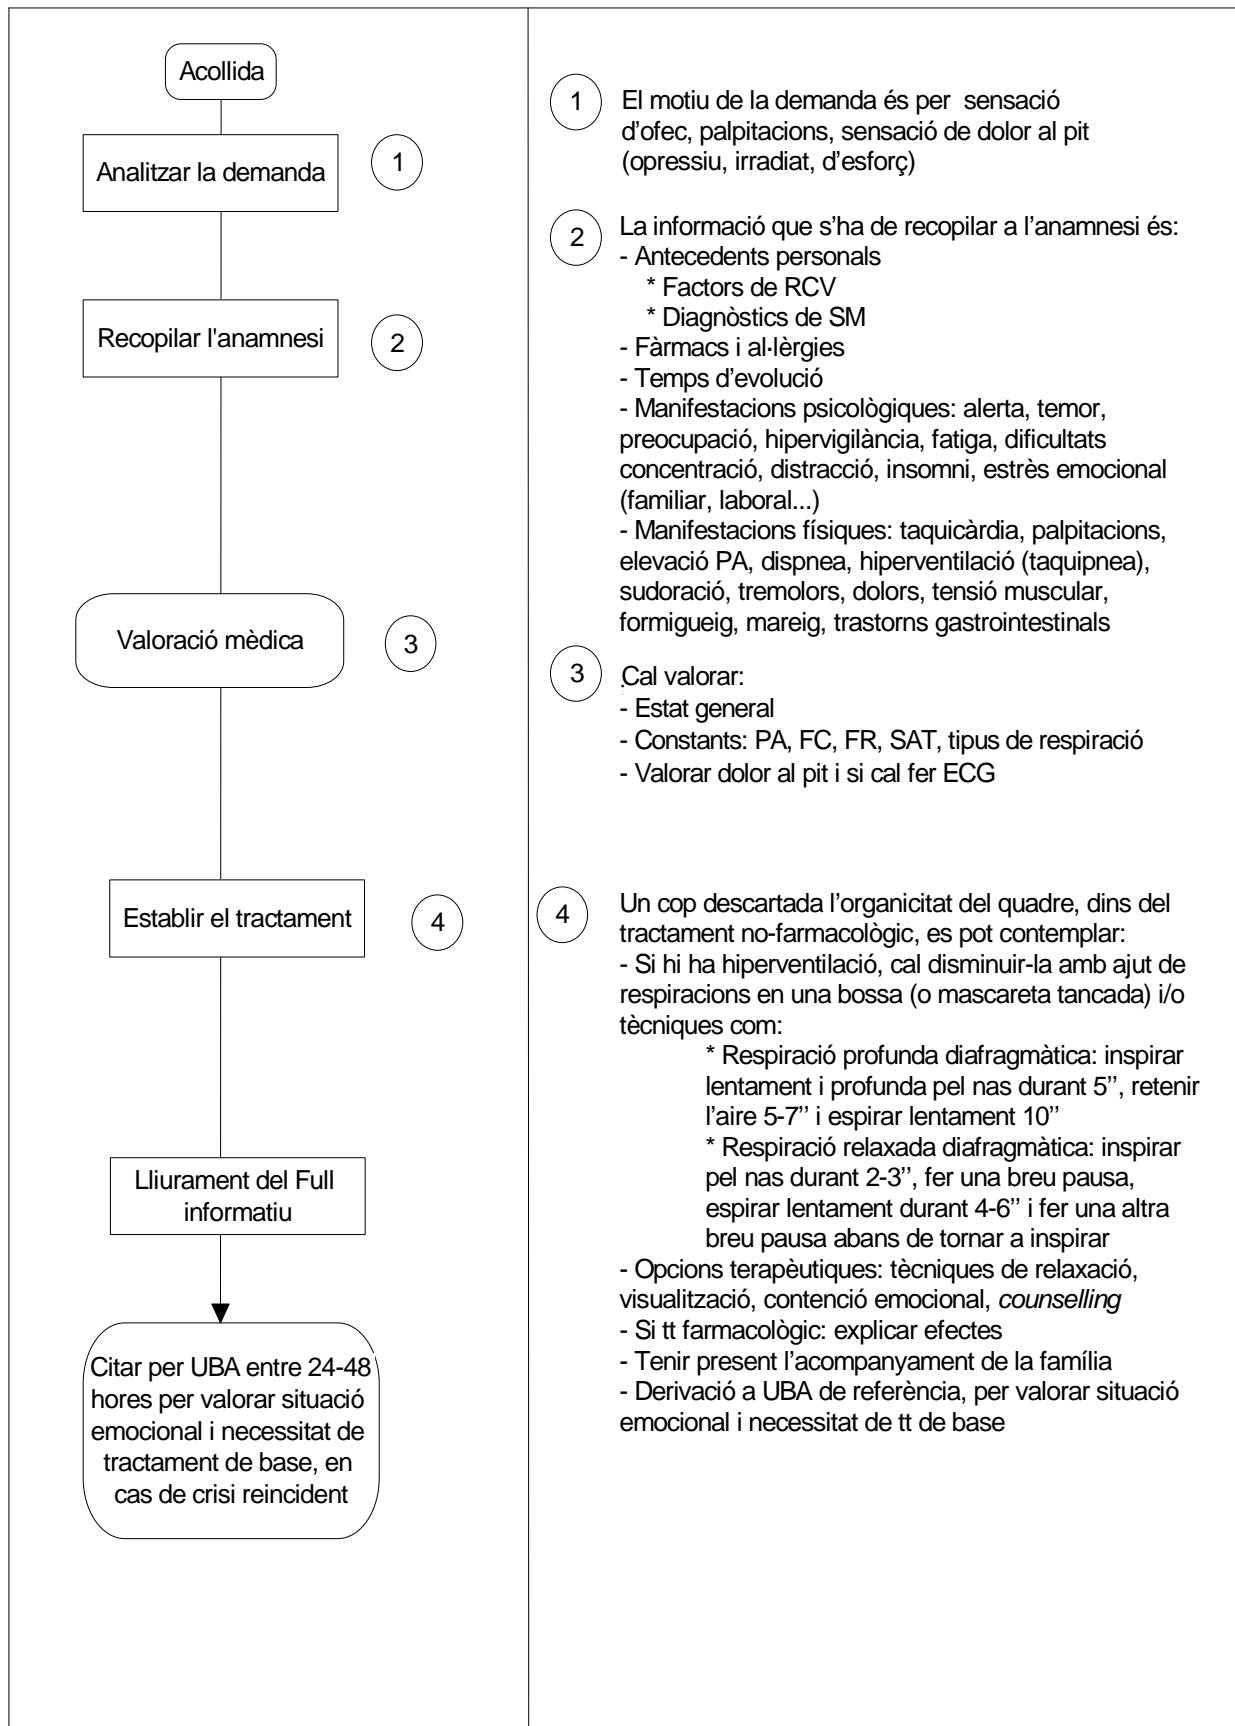 Acollida
Analitzar la demanda
1
Recopilar l'anamnesi
2
Valoració mèdica
3
Establir el tractament
4
Lliurament del Full
informatiu
Citar per UBA entre 24-48
hores per valorar situació
emocional i necessitat de
tractament de base, en
cas de crisi reincident
1
El motiu de la demanda és per  sensació
d’ofec, palpitacions, sensació de dolor al pit
(opressiu, irradiat, d’esforç)
2
La informació que s’ha de recopilar a l’anamnesi és:
- Antecedents personals
* Factors de RCV
* Diagnòstics de SM
- Fàrmacs i al·lèrgies
- Temps d’evolució
- Manifestacions psicològiques: alerta, temor,
preocupació, hipervigilància, fatiga, dificultats
concentració, distracció, insomni, estrès emocional
(familiar, laboral...)
- Manifestacions físiques: taquicàrdia, palpitacions,
elevació PA, dispnea, hiperventilació (taquipnea),
sudoració, tremolors, dolors, tensió muscular,
formigueig, mareig, trastorns gastrointestinals
3
Cal valorar:
- Estat general
- Constants: PA, FC, FR, SAT, tipus de respiració
- Valorar dolor al pit i si cal fer ECG
4
Un cop descartada l’organicitat del quadre, dins del
tractament no-farmacològic, es pot contemplar:
- Si hi ha hiperventilació, cal disminuir-la amb ajut de
respiracions en una bossa (o mascareta tancada) i/o
tècniques com:
* Respiració profunda diafragmàtica: inspirar
lentament i profunda pel nas durant 5’’, retenir
l’aire 5-7’’ i espirar lentament 10’’
* Respiració relaxada diafragmàtica: inspirar
pel nas durant 2-3’’, fer una breu pausa,
espirar lentament durant 4-6’’ i fer una altra
breu pausa abans de tornar a inspirar
- Opcions terapèutiques: tècniques de relaxació,
visualització, contenció emocional, counselling
- Si tt farmacològic: explicar efectes
- Tenir present l’acompanyament de la família
- Derivació a UBA de referència, per valorar situació
emocional i necessitat de tt de base